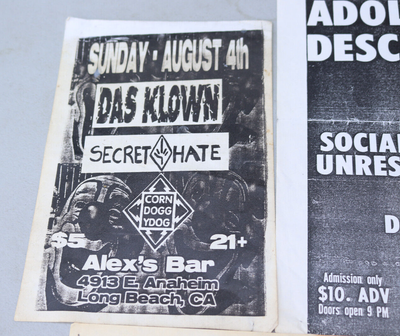 SUNDAY · AUGUST 4th
DAS KLOWN
SECRET HATE
CORN
DOGG
YDOG
$5
21+
Alex's Bar
4913 E. Anaheim
Long Beach, CA
ADOL
DESC
SOCIAL
UNRES
D
Admission only
$10. ADV
Doors open 9 PM